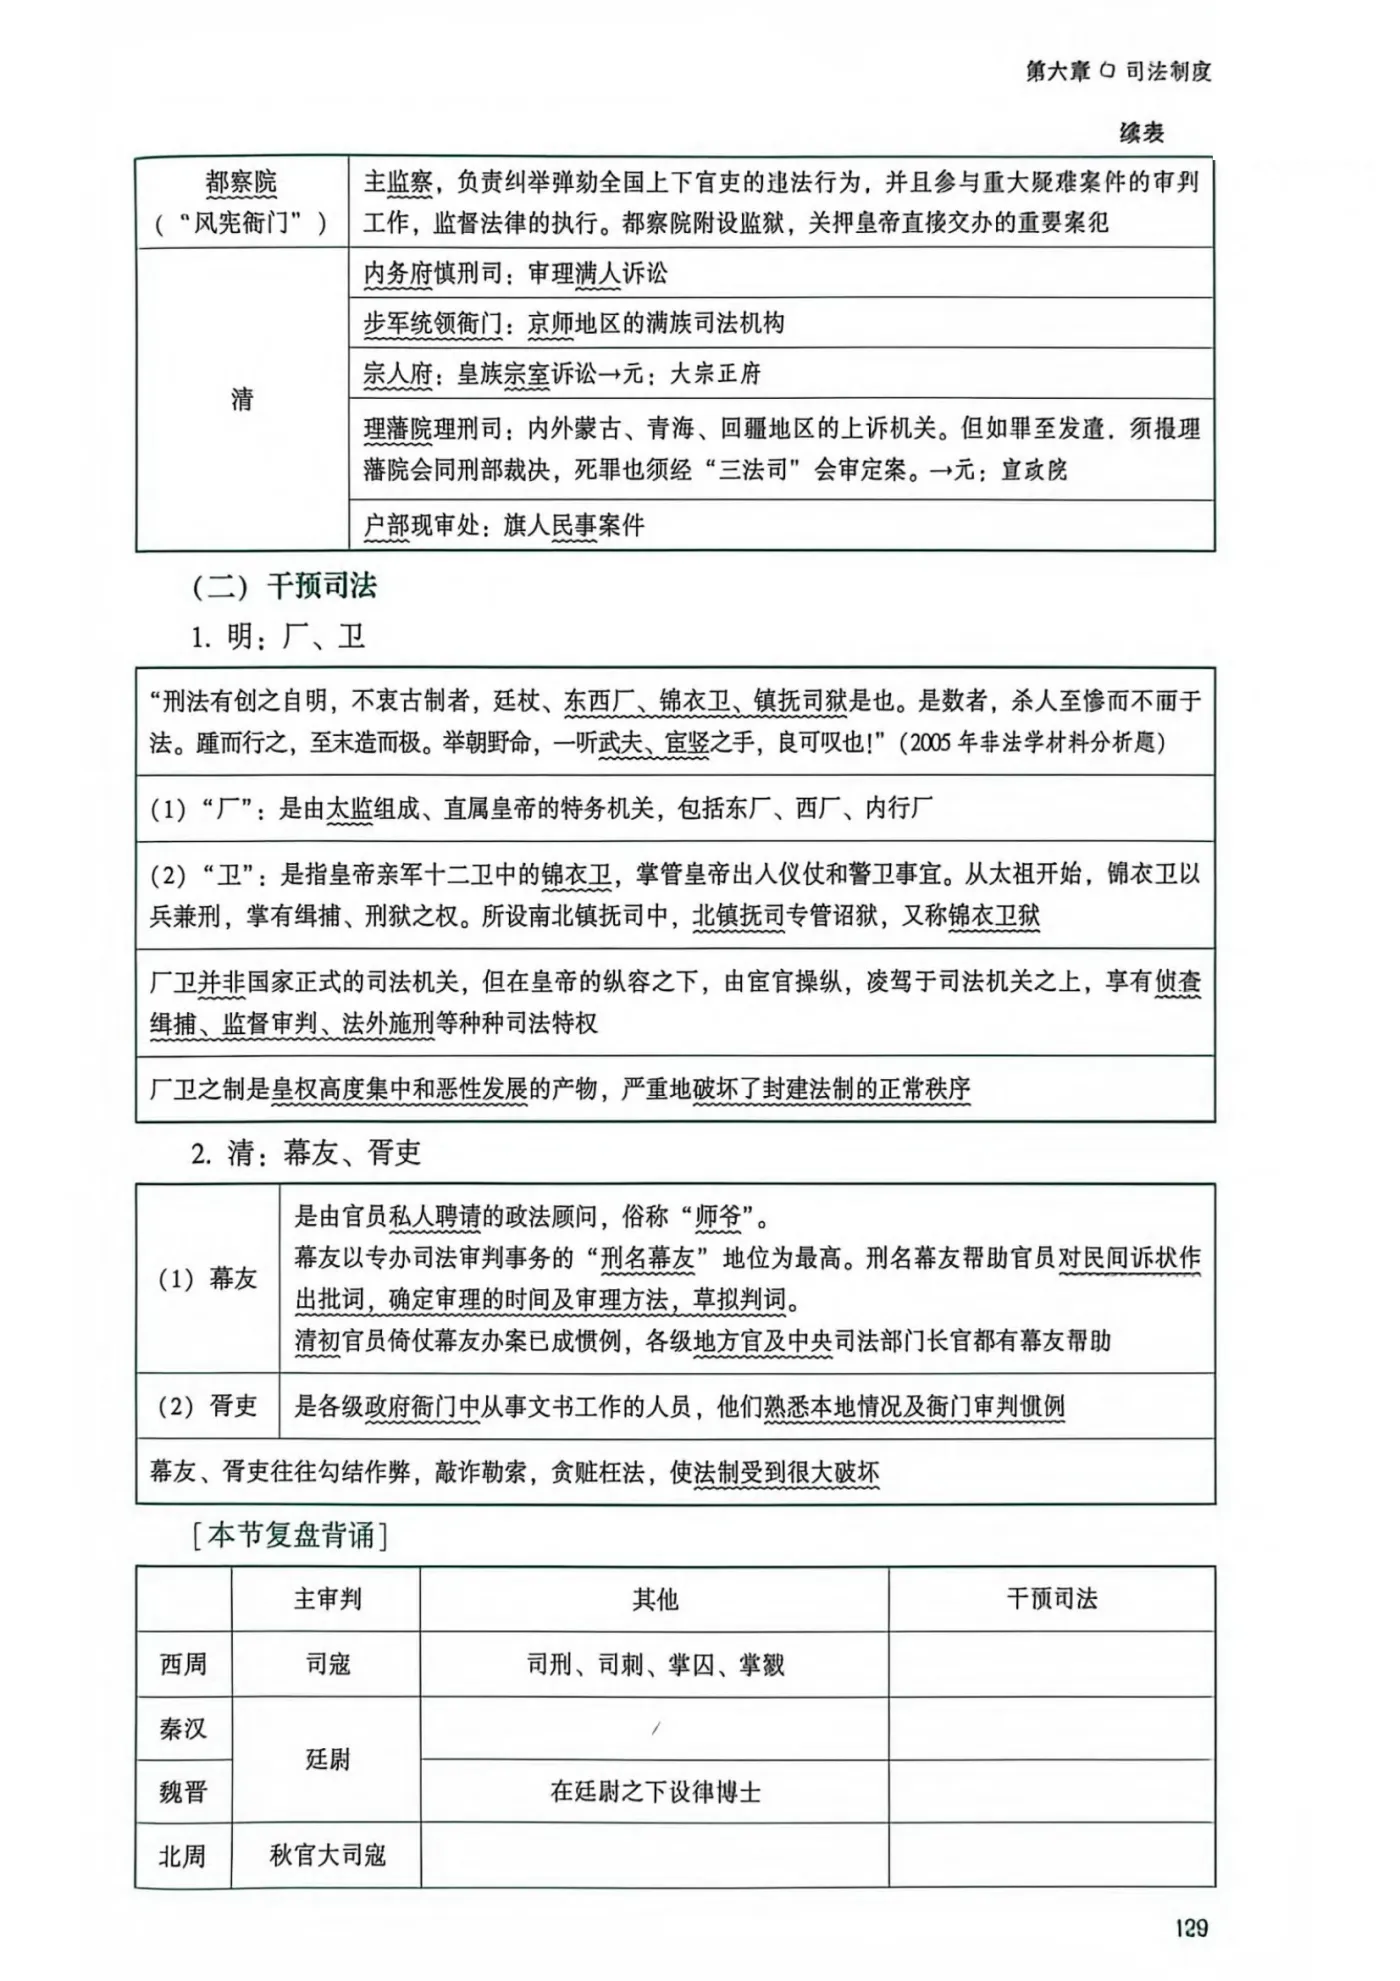 第六章 司法制度
续表
都察院
(“风宪衙门”)
主监察，负责纠举弹劾全国上下官吏的违法行为，并且参与重大疑难案件的审判
工作，监督法律的执行。都察院附设监狱，关押皇帝直接交办的重要案犯
清
内务府慎刑司：审理满人诉讼
步军统领衙门：京师地区的满族司法机构
宗人府：皇族宗室诉讼→元：大宗正府
理藩院理刑司：内外蒙古、青海、回疆地区的上诉机关。但如罪至发遣，须报理
藩院会同刑部裁决，死罪也须经“三法司”会审定案。→元：宣政院
户部现审处：旗人民事案件
(二) 干预司法
1. 明：厂、卫
“刑法有创之自明，不衷古制者，廷杖、东西厂、锦衣卫、镇抚司狱是也。是数者，杀人至惨而不丽于
法。踵而行之，至末造而极。举朝野命，一听武夫、宦竖之手，良可叹也!”(2005年非法学材料分析题)
(1)“厂”：是由太监组成、直属皇帝的特务机关，包括东厂、西厂、内行厂
(2)“卫”：是指皇帝亲军十二卫中的锦衣卫，掌管皇帝出人仪仗和警卫事宜。从太祖开始，锦衣卫以
兵兼刑，掌有缉捕、刑狱之权。所设南北镇抚司中，北镇抚司专管诏狱，又称锦衣卫狱
厂卫并非国家正式的司法机关，但在皇帝的纵容之下，由宦官操纵，凌驾于司法机关之上，享有侦查
缉捕、监督审判、法外施刑等种种司法特权
厂卫之制是皇权高度集中和恶性发展的产物，严重地破坏了封建法制的正常秩序
2. 清：幕友、胥吏
(1) 幕友
是由官员私人聘请的政法顾问，俗称“师爷”。
幕友以专办司法审判事务的“刑名幕友”地位为最高。刑名幕友帮助官员对民间诉状作
出批词，确定审理的时间及审理方法，草拟判词。
清初官员倚仗幕友办案已成惯例，各级地方官及中央司法部门长官都有幕友帮助
(2) 胥吏
是各级政府衙门中从事文书工作的人员，他们熟悉本地情况及衙门审判惯例
幕友、胥吏往往勾结作弊，敲诈勒索，贪赃枉法，使法制受到很大破坏
[本节复盘背诵]
主审判 其他 干预司法
西周 司寇 司刑、司刺、掌囚、掌戮
秦汉 /
廷尉
魏晋 在廷尉之下设律博士
北周 秋官大司寇
129